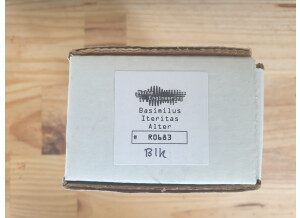 Basimilus
Iteritas
Alter
# R0683
Blk